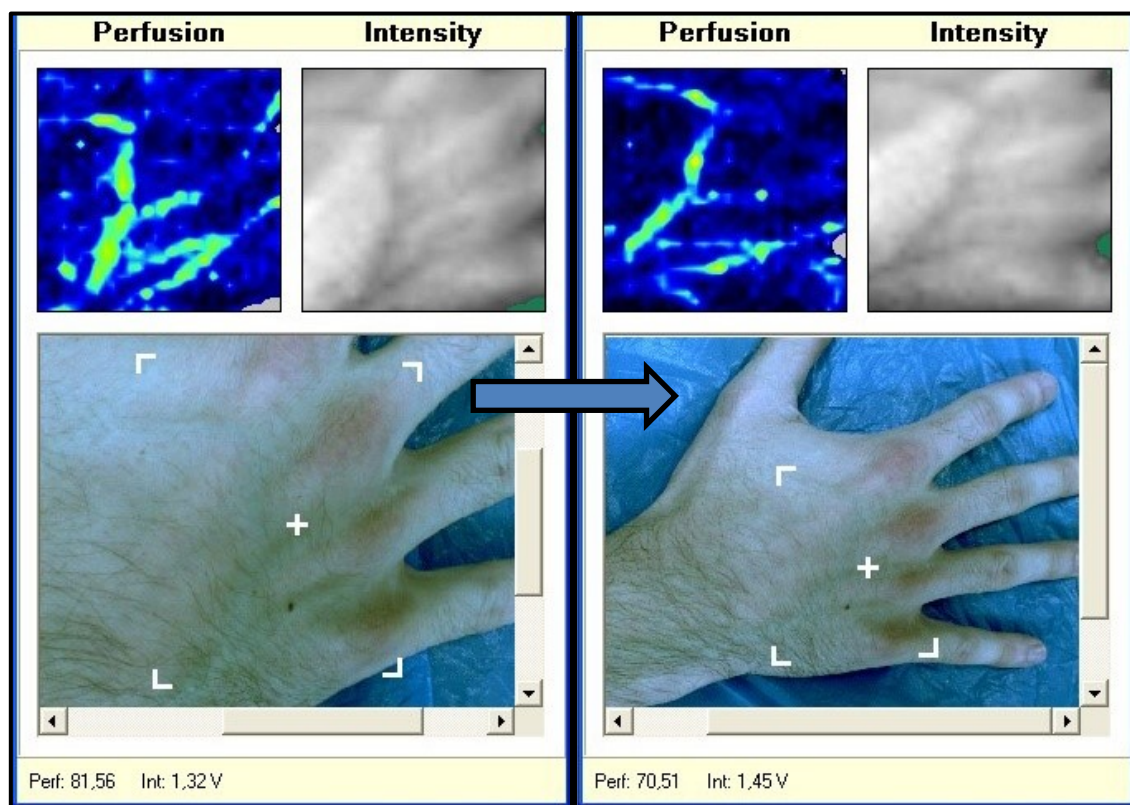 Perfusion Intensity
Perf: 81,56 Int: 1,32 V
Perfusion Intensity
Perf: 70,51 Int: 1,45 V